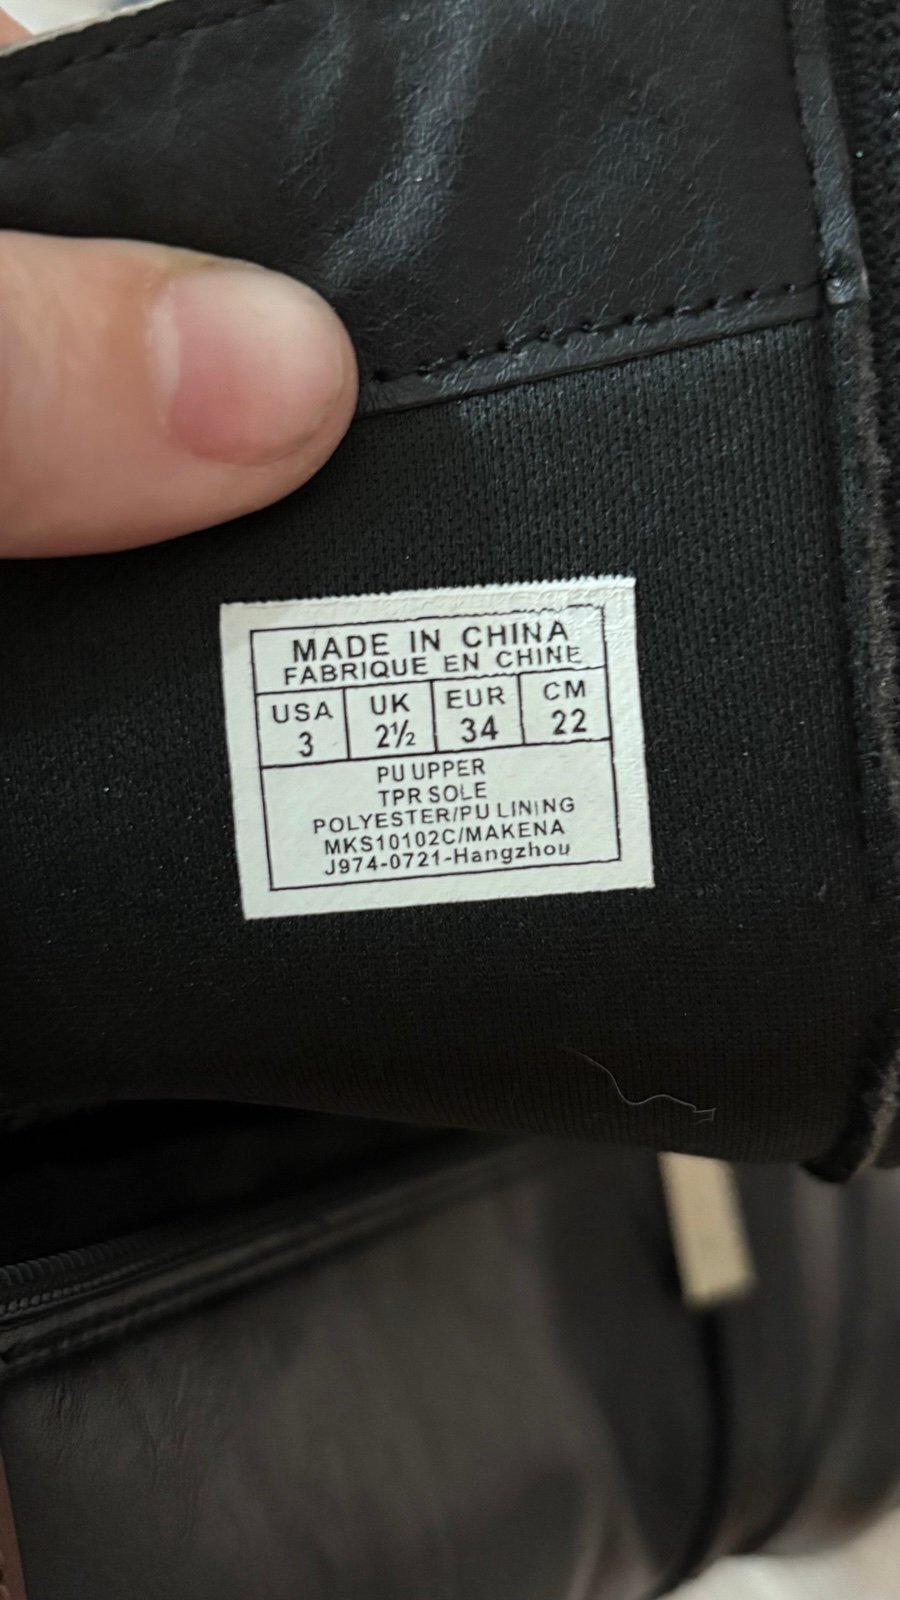 MADE IN CHINA
FABRIQUE EN CHINE
USA UK EUR CM
3 2½ 34 22
PU UPPER
TPR SOLE
POLYESTER/PU LINING
MKS10102C/MAKENA
J974-0721-Hangzhou